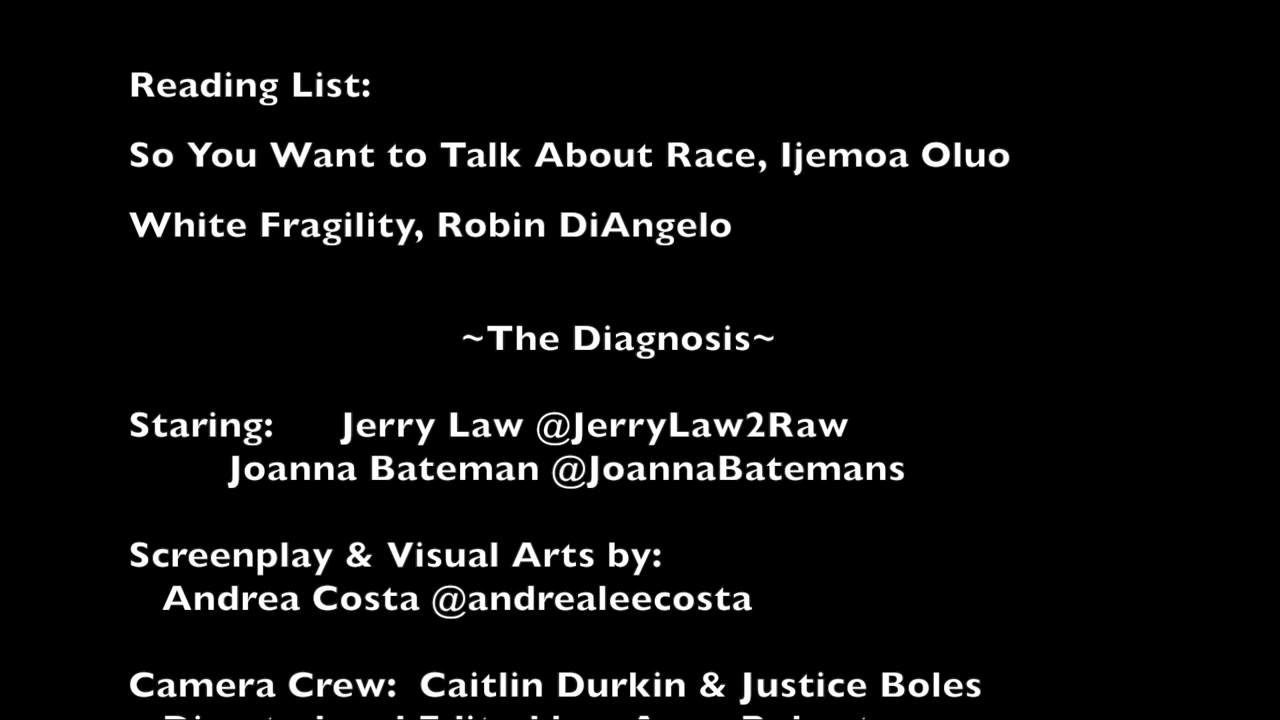 Reading List:
So You Want to Talk About Race, Ijemoa Oluo
White Fragility, Robin DiAngelo
~The Diagnosis~
Staring: Jerry Law @JerryLaw2Raw
Joanna Bateman @JoannaBatemans
Screenplay & Visual Arts by:
Andrea Costa @andrealeecosta
Camera Crew: Caitlin Durkin & Justice Boles